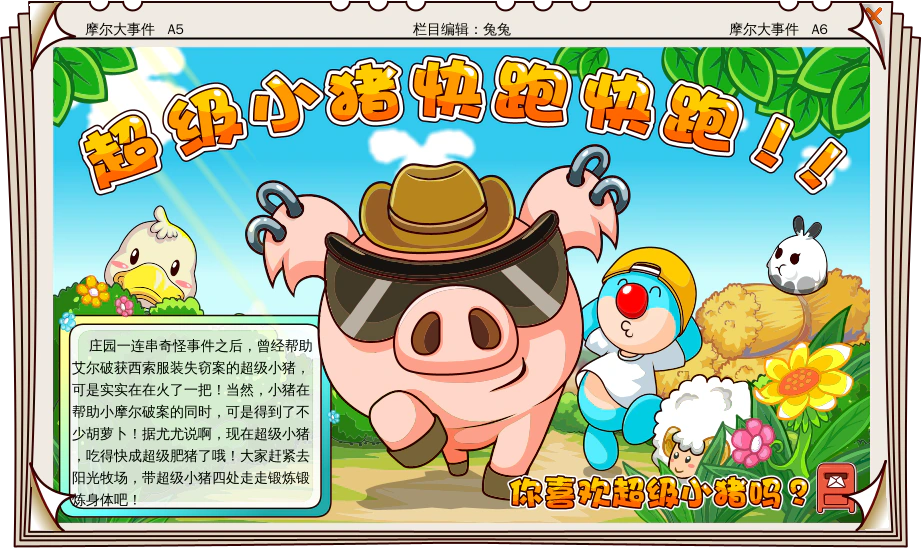 摩尔大事件 A5
栏目编辑：兔兔
摩尔大事件 A6
超级小猪快跑快跑！！
庄园一连串奇怪事件之后，曾经帮助
艾尔破获西索服装失窃案的超级小猪，
可是实实在在火了一把！当然，小猪在
帮助小摩尔破案的同时，可是得到了不
少胡萝卜！据尤尤说啊，现在超级小猪
，吃得快成超级肥猪了哦！大家赶紧去
阳光牧场，带超级小猪四处走走锻炼锻
炼身体吧！
你喜欢超级小猪吗？